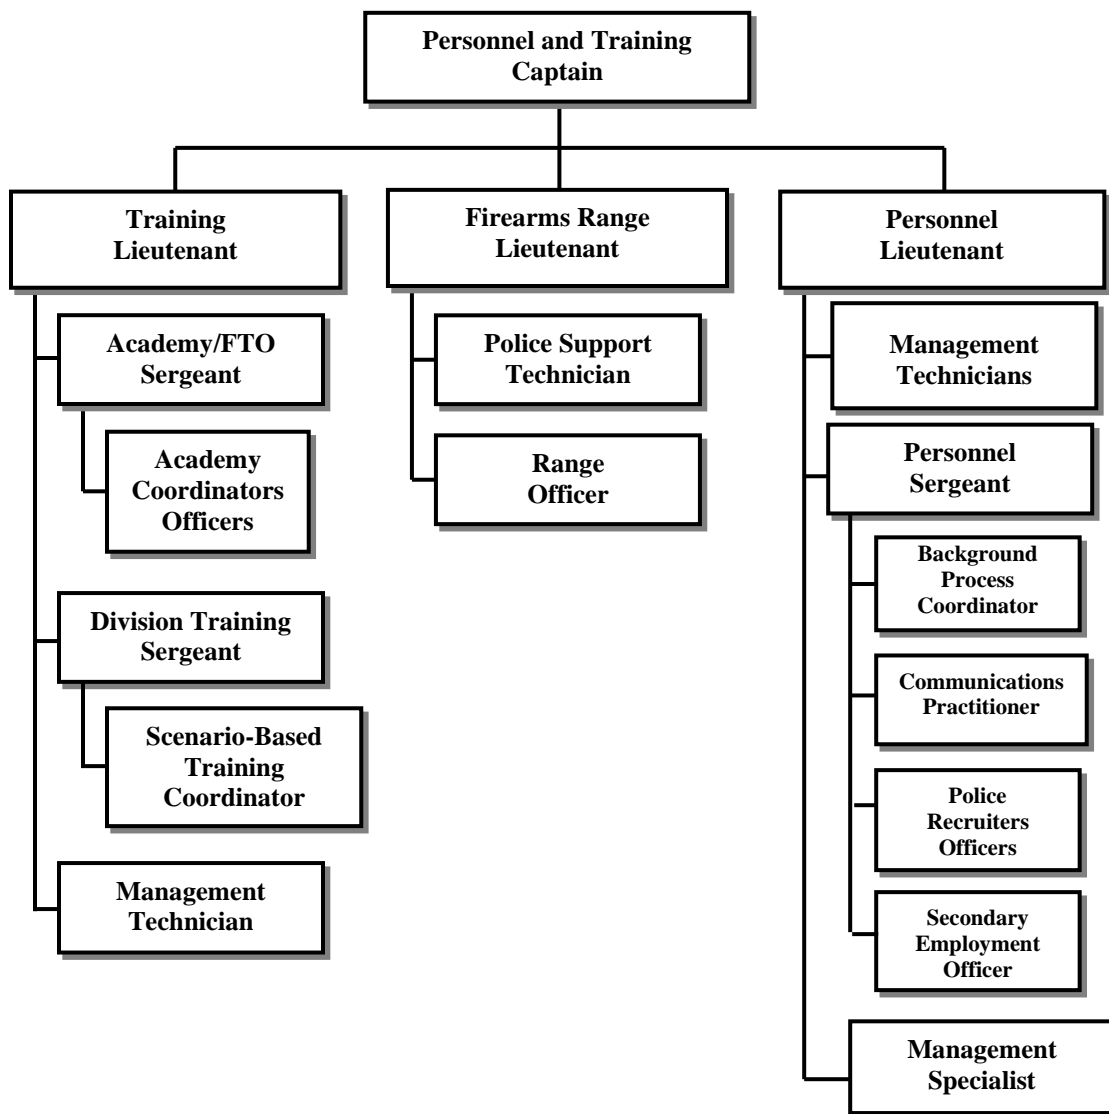 Personnel and Training
Captain
Training
Lieutenant
Firearms Range
Lieutenant
Personnel
Lieutenant
Academy/FTO
Sergeant
Academy
Coordinators
Officers
Division Training
Sergeant
Scenario-Based
Training
Coordinator
Management
Technician
Police Support
Technician
Range
Officer
Management
Technicians
Personnel
Sergeant
Background
Process
Coordinator
Communications
Practitioner
Police
Recruiters
Officers
Secondary
Employment
Officer
Management
Specialist